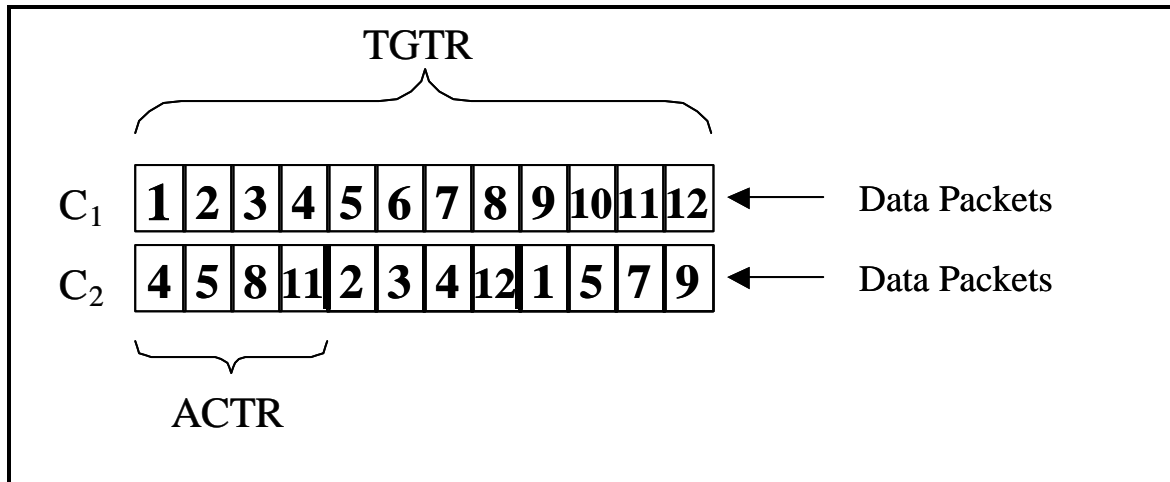 TGTR
C₁ 1 2 3 4 5 6 7 8 9 10 11 12 Data Packets
C₂ 4 5 8 11 2 3 4 12 1 5 7 9 Data Packets
ACTR